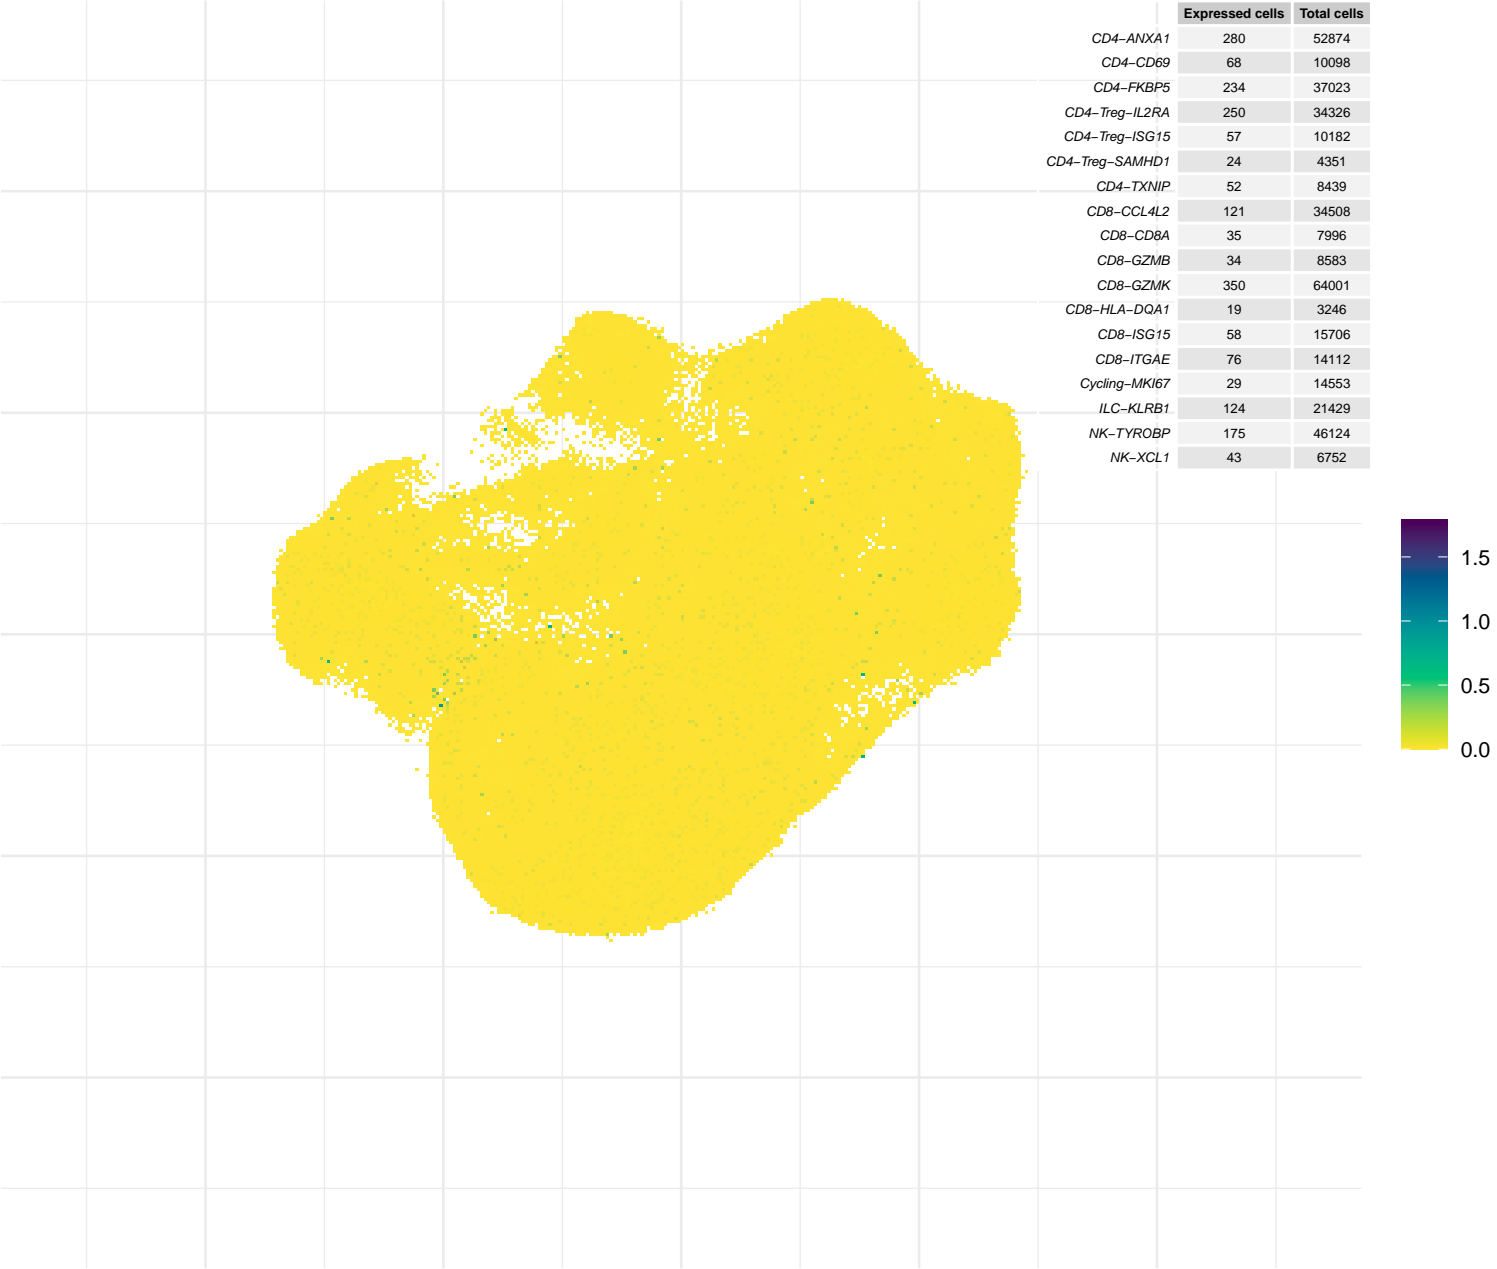 Expressed cells Total cells
CD4−ANXA1 280 52874
CD4−CD69 68 10098
CD4−FKBP5 234 37023
CD4−Treg−IL2RA 250 34326
CD4−Treg−ISG15 57 10182
CD4−Treg−SAMHD1 24 4351
CD4−TXNIP 52 8439
CD8−CCL4L2 121 34508
CD8−CD8A 35 7996
CD8−GZMB 34 8583
CD8−GZMK 350 64001
CD8−HLA−DQA1 19 3246
CD8−ISG15 58 15706
CD8−ITGAE 76 14112
Cycling−MKI67 29 14553
ILC−KLRB1 124 21429
NK−TYROBP 175 46124
NK−XCL1 43 6752
1.5
1.0
0.5
0.0